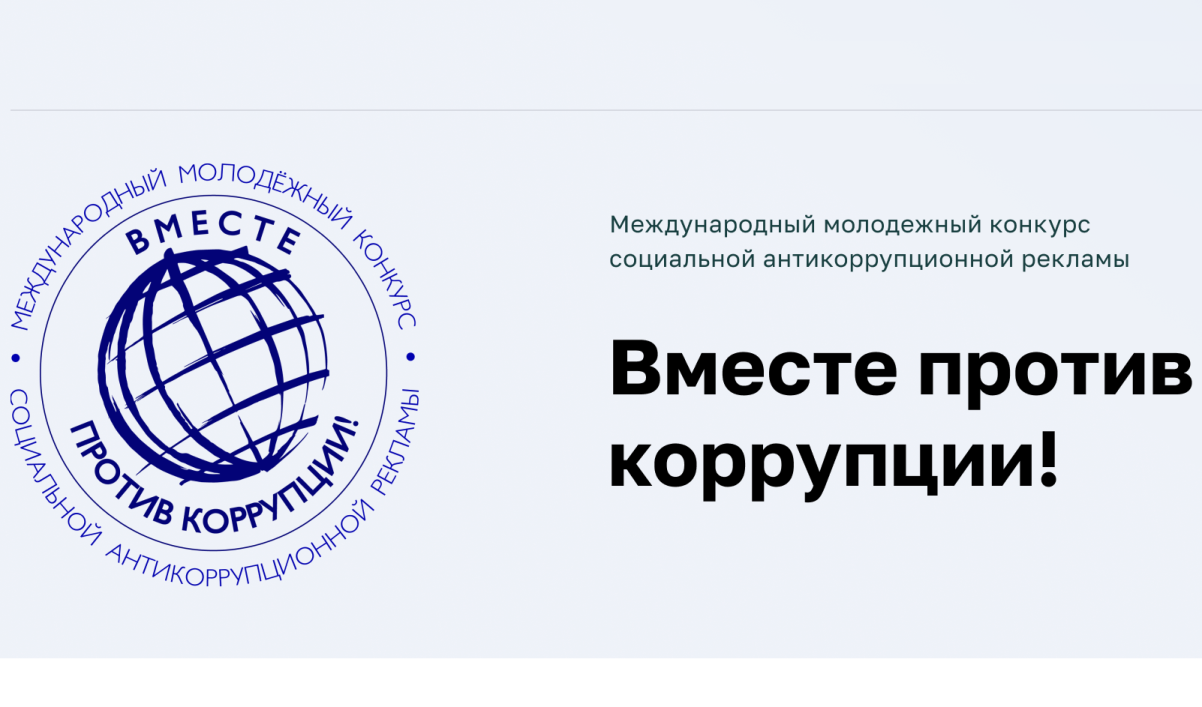 МЕЖДУНАРОДНЫЙ МОЛОДЁЖНЫЙ КОНКУРС
ВМЕСТЕ
ПРОТИВ КОРРУПЦИИ!
СОЦИАЛЬНОЙ АНТИКОРРУПЦИОННОЙ РЕКЛАМЫ
Международный молодежный конкурс
социальной антикоррупционной рекламы
Вместе против
коррупции!